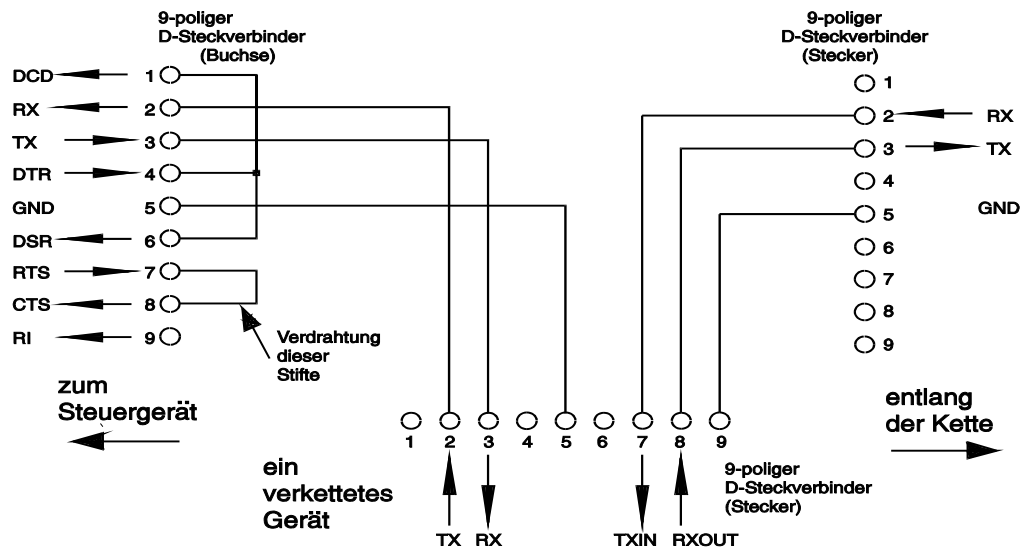 9-poliger
D-Steckverbinder
(Buchse)
9-poliger
D-Steckverbinder
(Stecker)
DCD 1
RX 2
TX 3
DTR 4
GND 5
DSR 6
RTS 7
CTS 8
RI 9
1
2 RX
3 TX
4
5 GND
6
7
8
9
Verdrahtung
dieser
Stifte
zum
Steuergerät
entlang
der Kette
1 2 3 4 5 6 7 8 9
ein
verkettetes
Gerät
9-poliger
D-Steckverbinder
(Stecker)
TX RX TXIN RXOUT